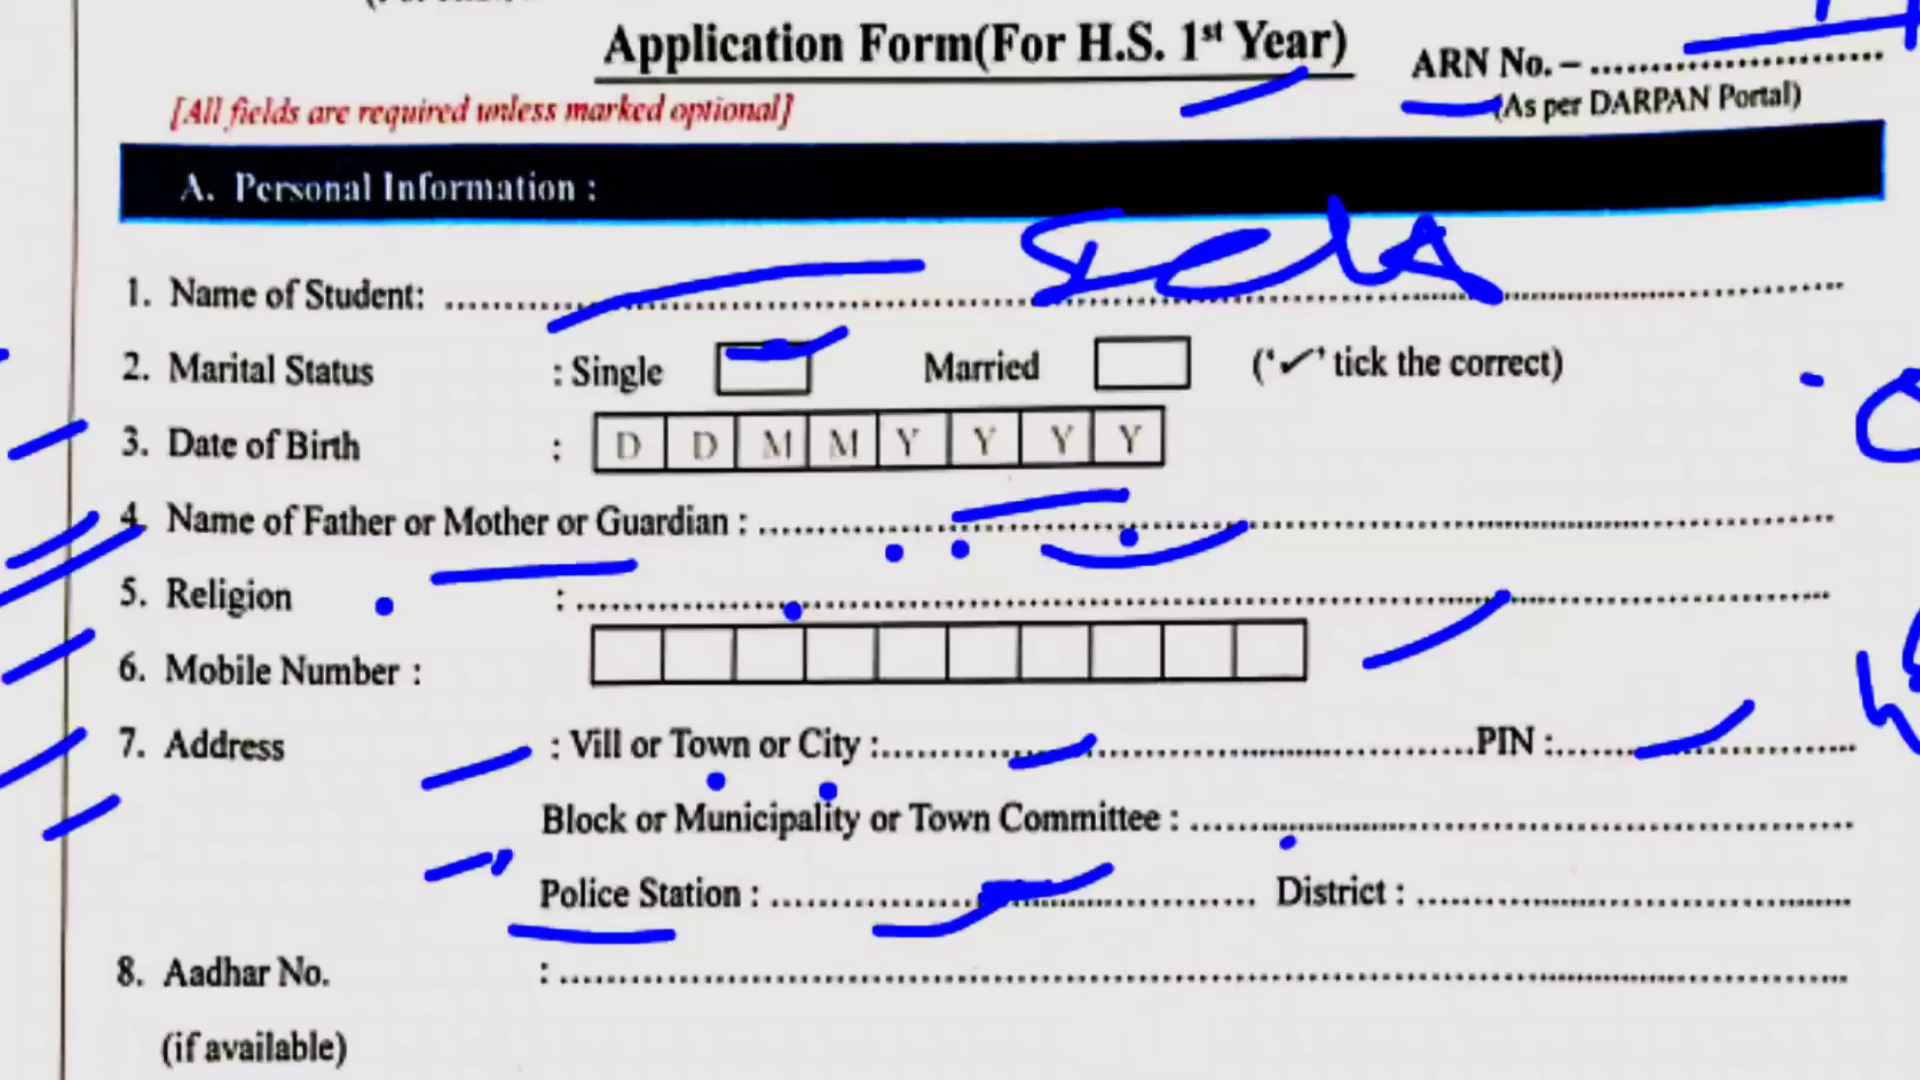 Application Form(For H.S. 1st Year)
ARN No. – ..............................
(As per DARPAN Portal)
[All fields are required unless marked optional]
A. Personal Information :
1. Name of Student: ..............................
2. Marital Status : Single Married ('✓' tick the correct)
3. Date of Birth : D D M M Y Y Y Y
4. Name of Father or Mother or Guardian : ..............................
5. Religion : ..............................
6. Mobile Number :
7. Address : Vill or Town or City :..............................PIN :..............................
Block or Municipality or Town Committee : ..............................
Police Station : .............................. District : ..............................
8. Aadhar No. : ..............................
(if available)